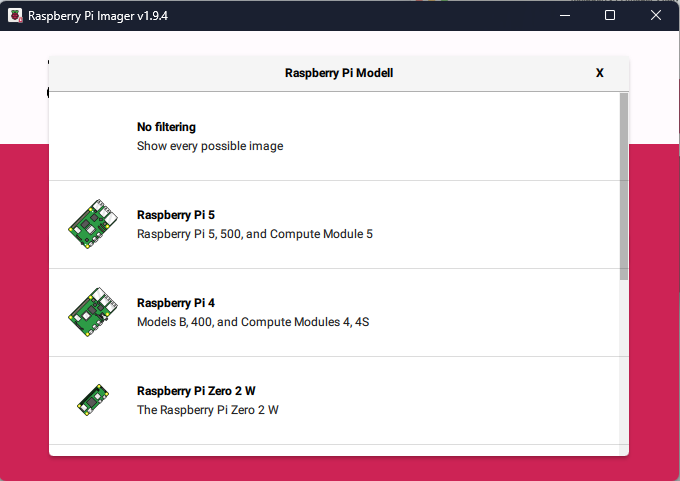 Raspberry Pi Imager v1.9.4
Raspberry Pi Modell
X
No filtering
Show every possible image
Raspberry Pi 5
Raspberry Pi 5, 500, and Compute Module 5
Raspberry Pi 4
Models B, 400, and Compute Modules 4, 4S
Raspberry Pi Zero 2 W
The Raspberry Pi Zero 2 W